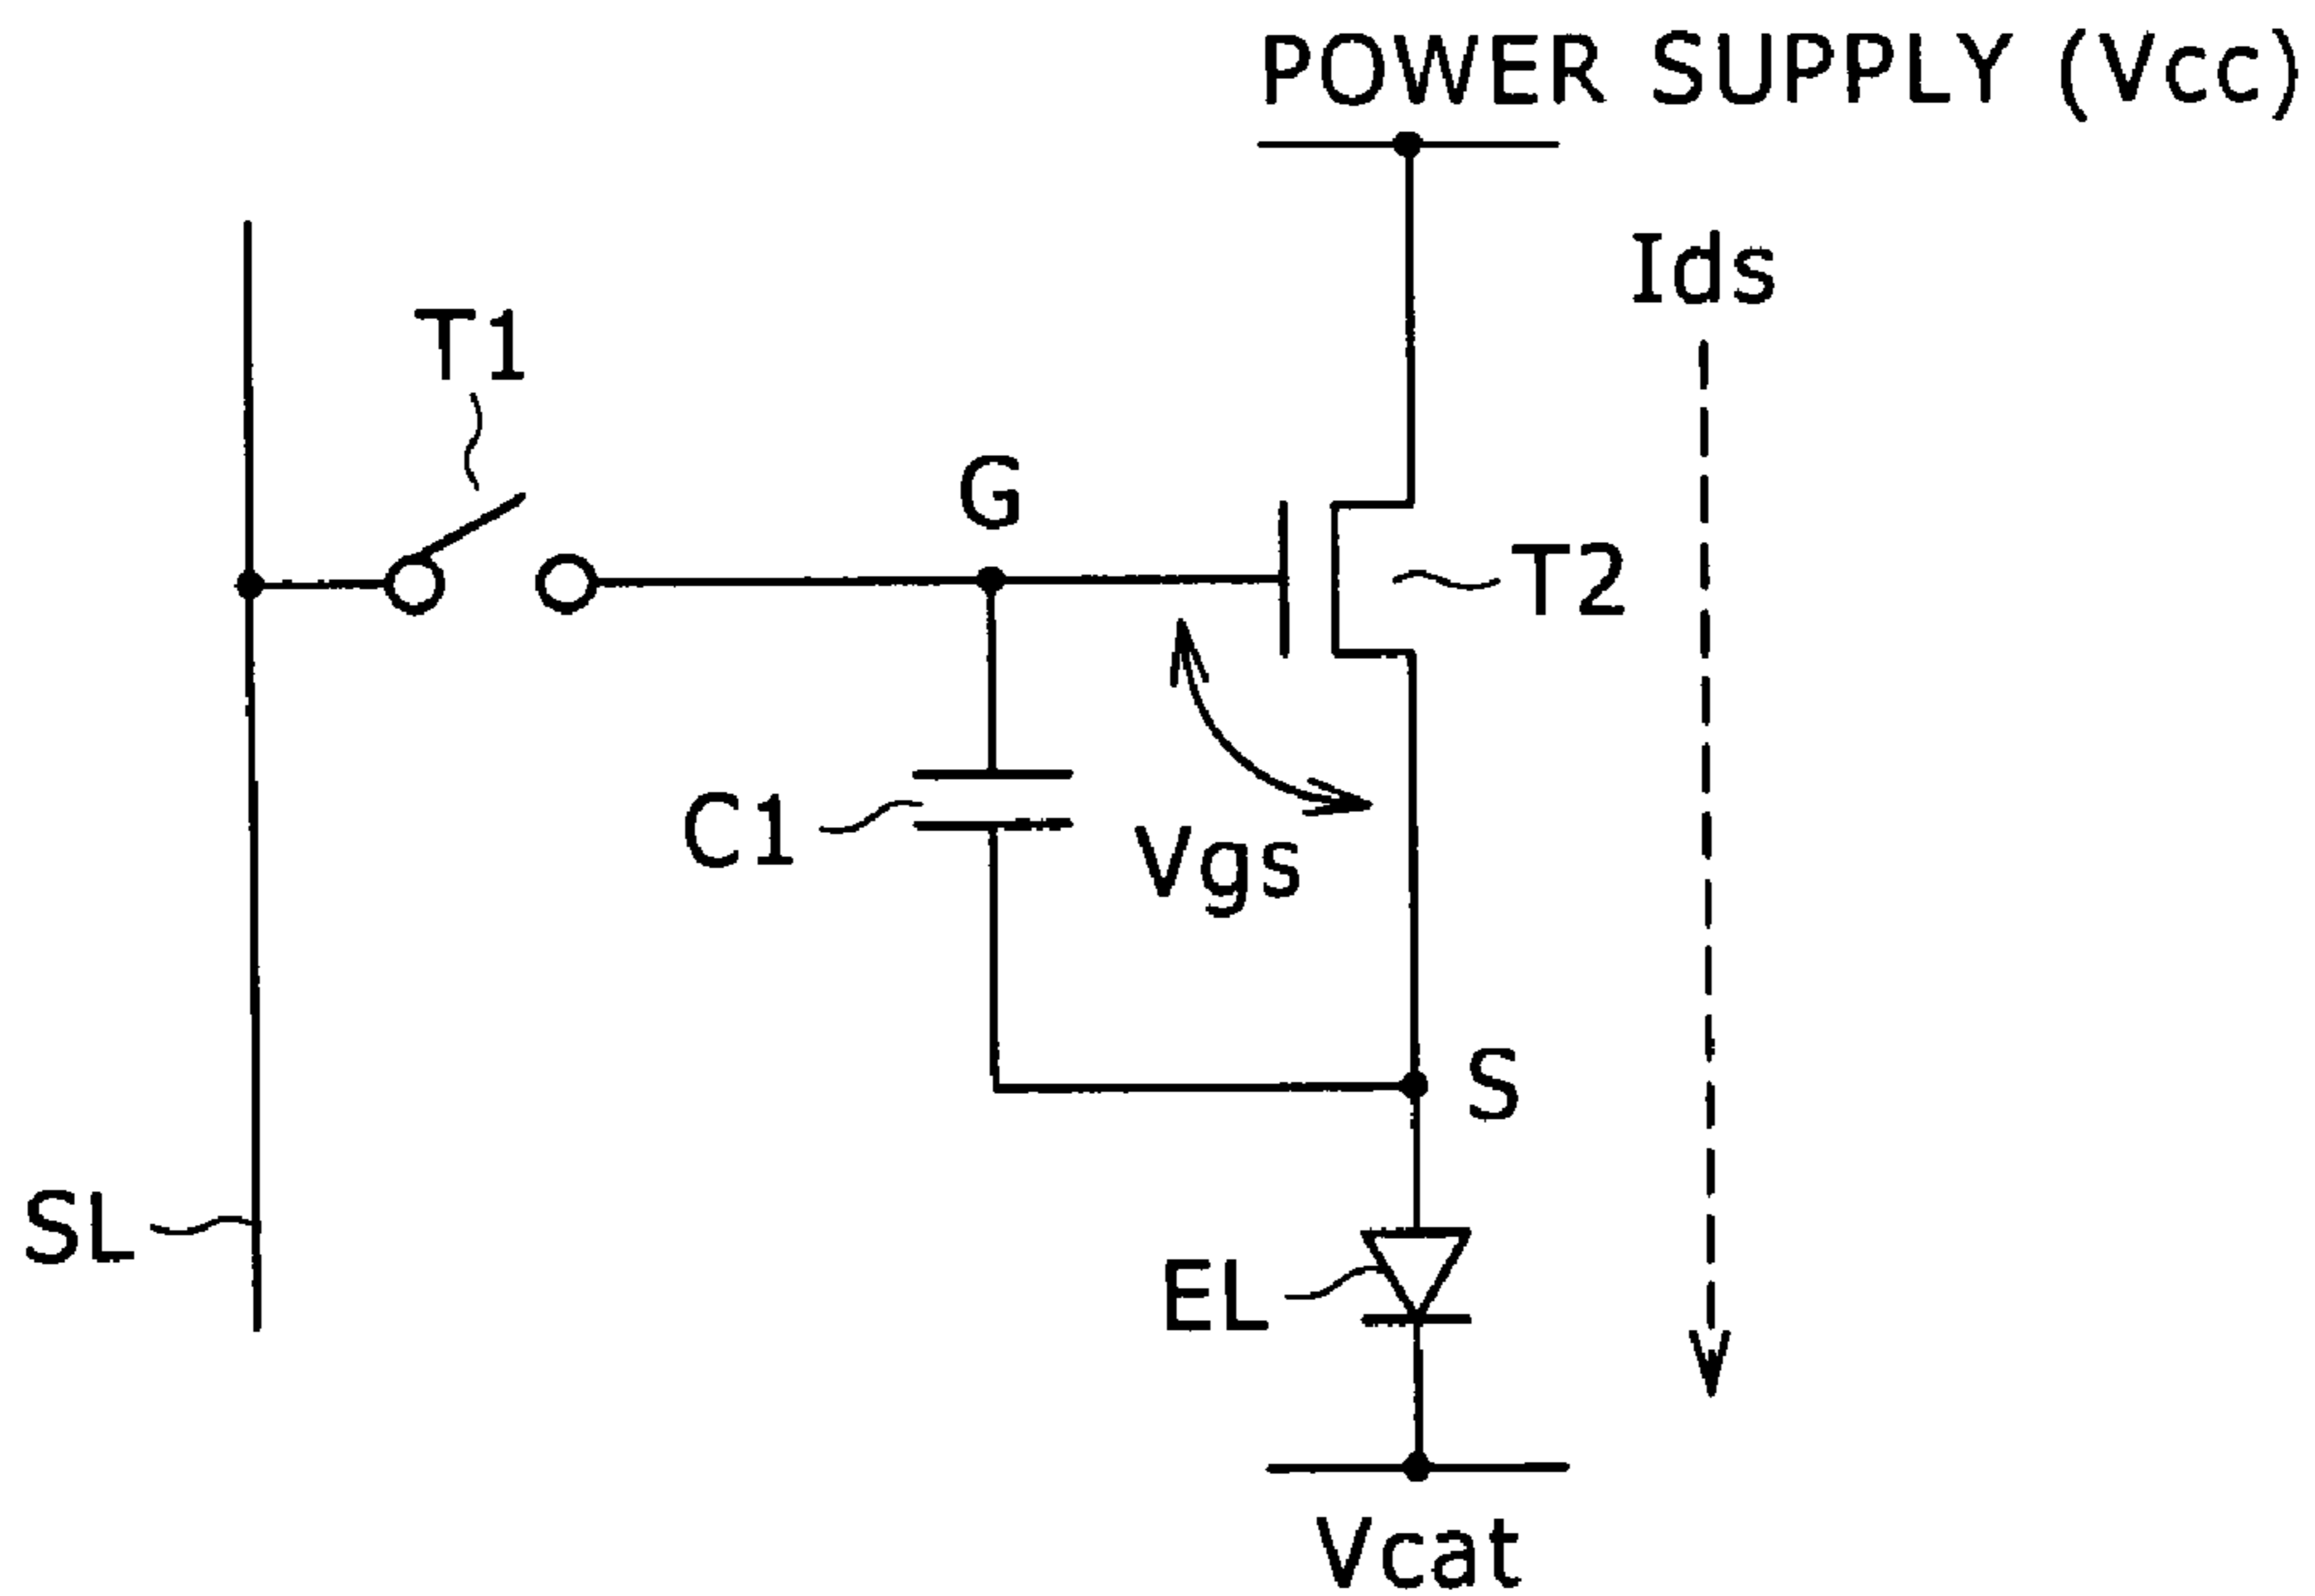 POWER SUPPLY (Vcc)
Ids
T1
G
T2
C1
Vgs
S
SL
EL
Vcat